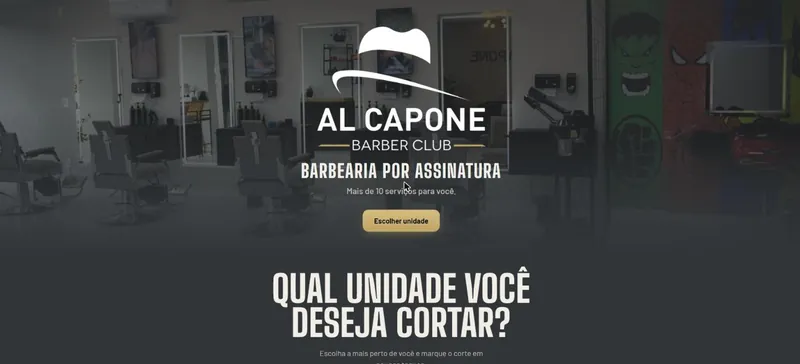 AL CAPONE
BARBER CLUB
BARBEARIA POR ASSINATURA
Mais de 10 serviços para você.
Escolher unidade
QUAL UNIDADE VOCÊ
DESEJA CORTAR?
Escolha a mais perto de você e marque o corte em